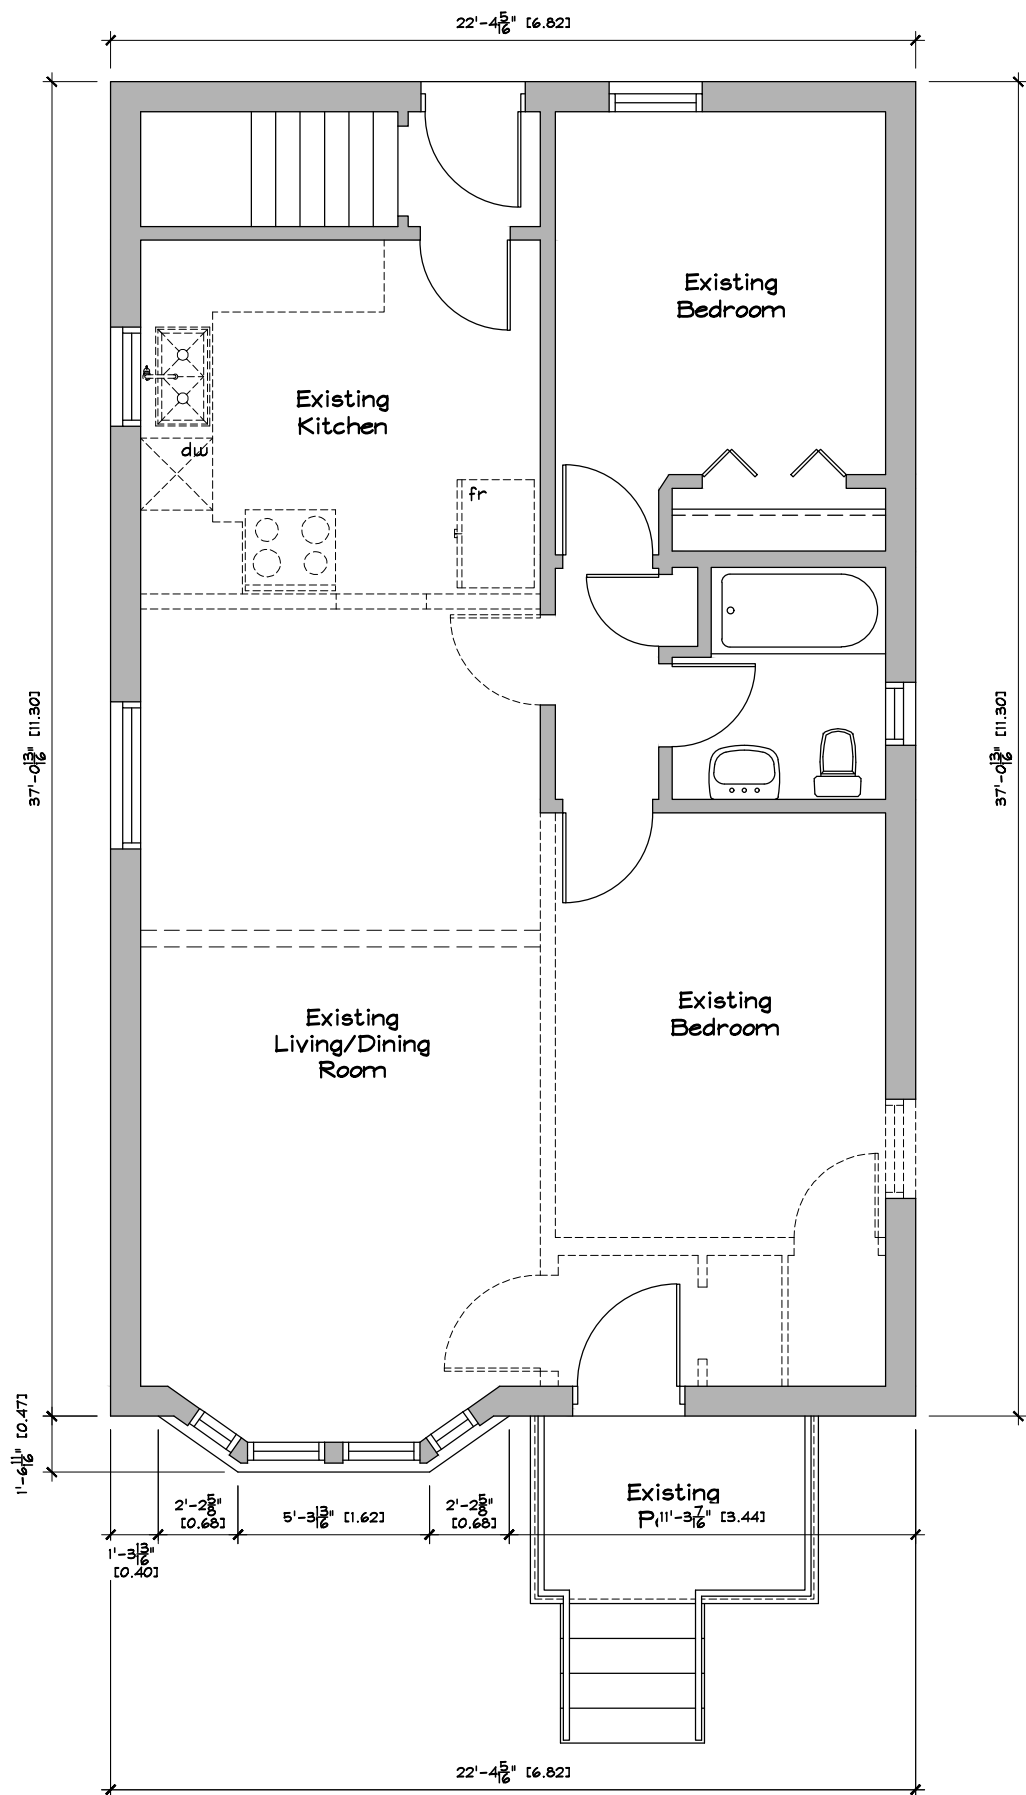 22'-4 5/16" [6.82]
Existing
Bedroom
Existing
Kitchen
dw
fr
37'-0 13/16" [11.30]
37'-0 13/16" [11.30]
Existing
Bedroom
Existing
Living/Dining
Room
1'-6 11/16" [0.47]
Existing
2'-2 5/8"
[0.68]
5'-3 13/16" [1.62]
2'-2 5/8"
[0.68]
11'-3 7/16" [3.44]
1'-3 13/16"
[0.40]
22'-4 5/16" [6.82]